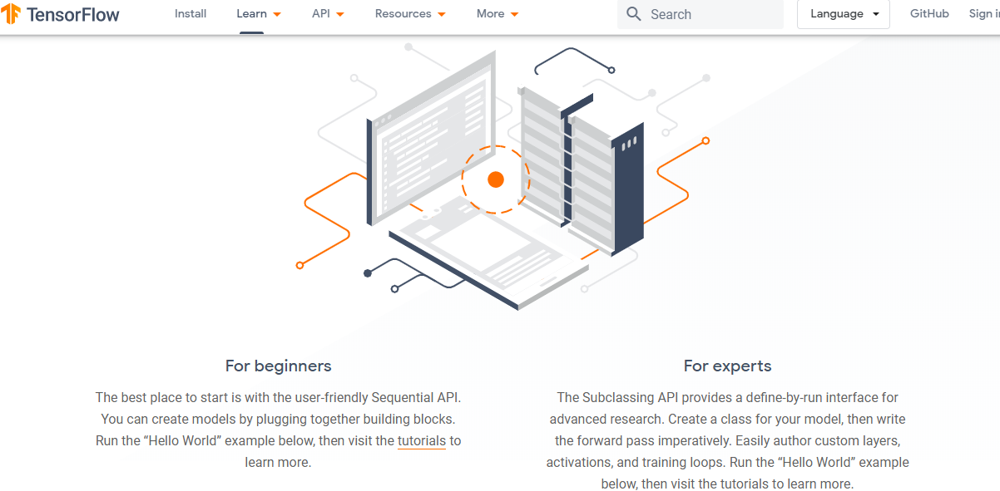 TensorFlow Install Learn API Resources More Search Language GitHub
For beginners
The best place to start is with the user-friendly Sequential API.
You can create models by plugging together building blocks.
Run the “Hello World” example below, then visit the tutorials to
learn more.
For experts
The Subclassing API provides a define-by-run interface for
advanced research. Create a class for your model, then write
the forward pass imperatively. Easily author custom layers,
activations, and training loops. Run the “Hello World” example
below, then visit the tutorials to learn more.